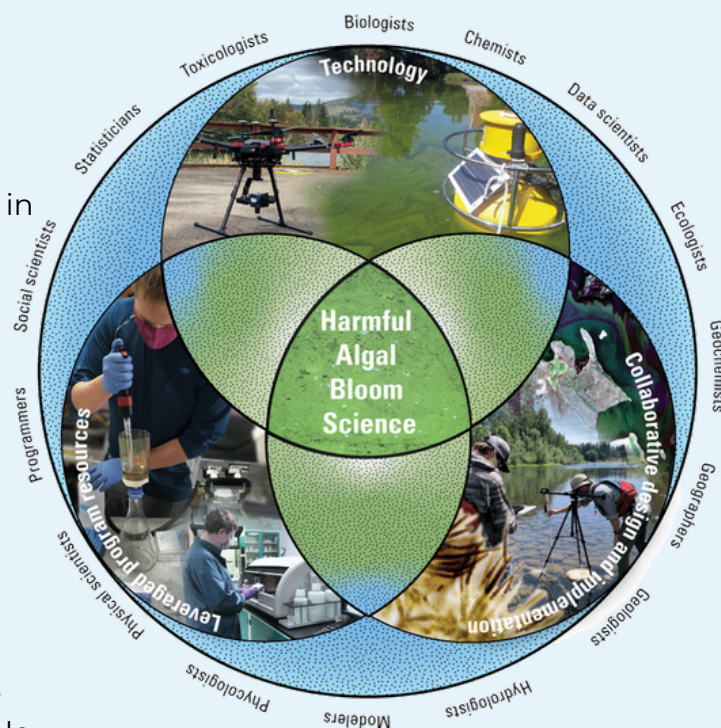 Biologists
Chemists
Data scientists
Ecologists
Geochemists
Geographers
Geologists
Hydrologists
Modelers
Phycologists
Physical scientists
Programmers
Social scientists
Statisticians
Toxicologists
Technology
in
Harmful
Algal
Bloom
Science
Leveraged program resources
Collaborative design and implementation